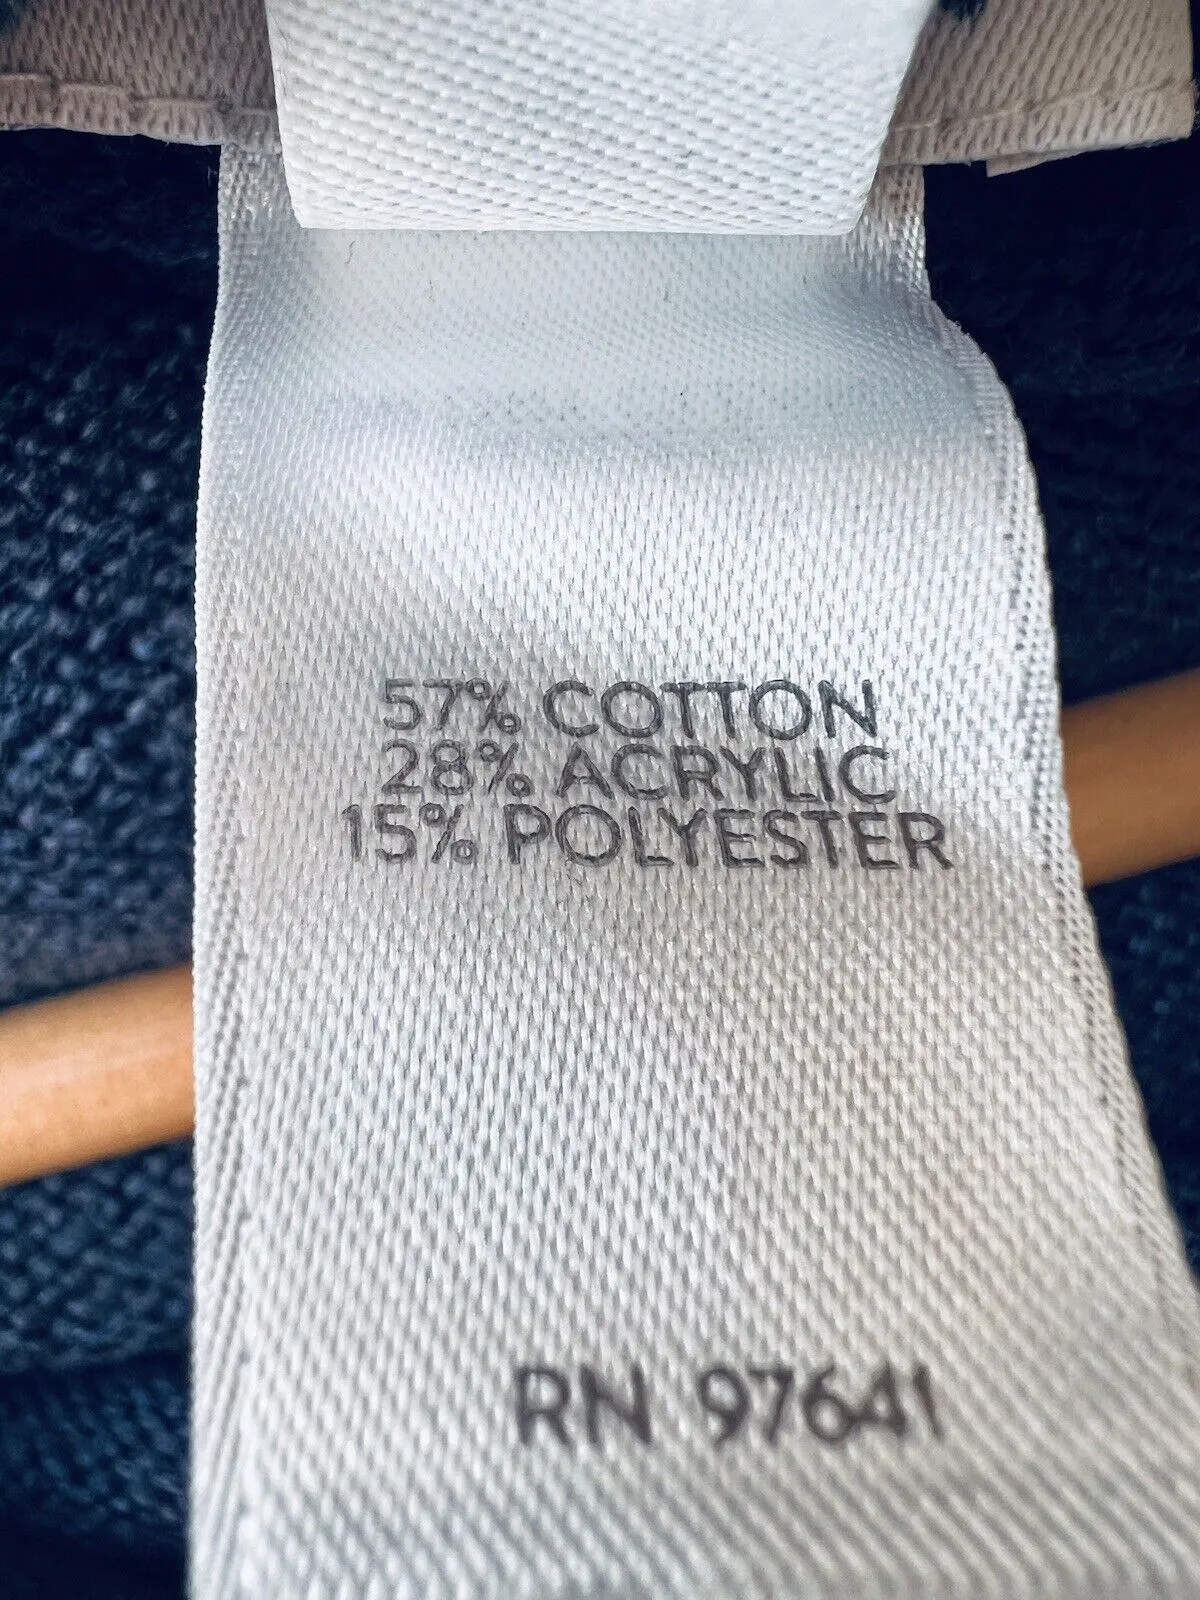 57% COTTON
28% ACRYLIC
15% POLYESTER
RN 97641